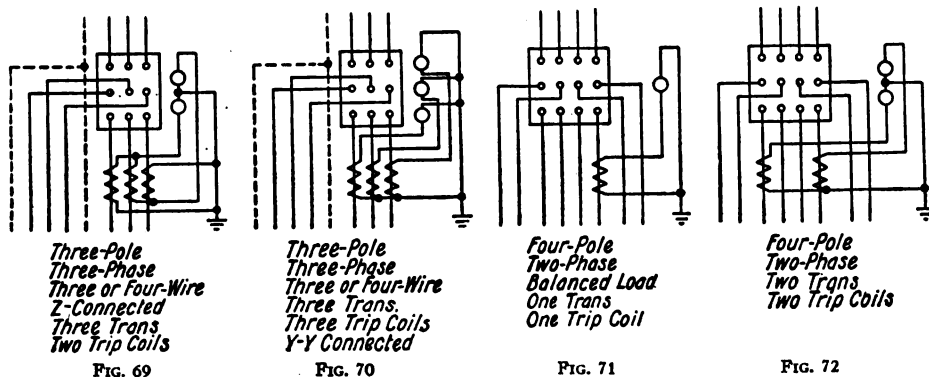 Three-Pole
Three-Phase
Three or Four-Wire
Z-Connected
Three Trans
Two Trip Coils
FIG. 69
Three-Pole
Three-Phase
Three or Four-Wire
Three Trans.
Three Trip Coils
Y-Y Connected
FIG. 70
Four-Pole
Two-Phase
Balanced Load
One Trans
One Trip Coil
FIG. 71
Four-Pole
Two-Phase
Two Trans
Two Trip Coils
FIG. 72